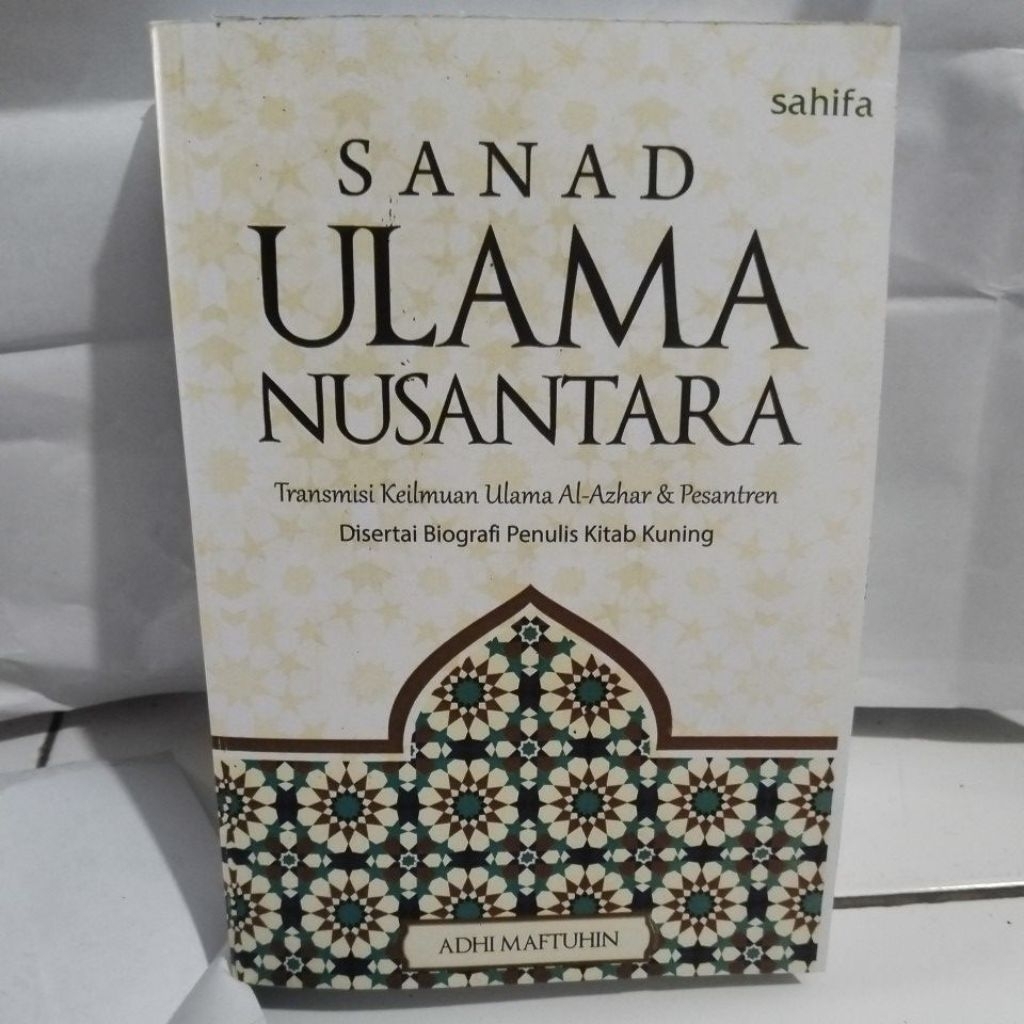 sahifa
SANAD
ULAMA
NUSANTARA
Transmisi Keilmuan Ulama Al-Azhar & Pesantren
Disertai Biografi Penulis Kitab Kuning
ADHI MAFTUHIN